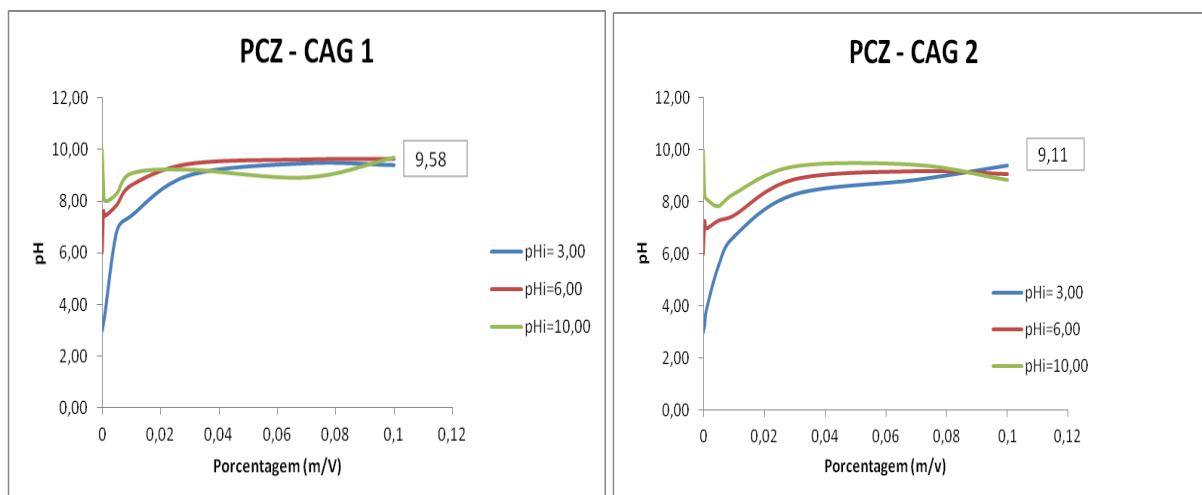 PCZ - CAG 1
12,00
10,00
8,00
6,00
4,00
2,00
0,00
pH
0 0,02 0,04 0,06 0,08 0,1 0,12
Porcentagem (m/V)
9,58
pHi= 3,00
pHi=6,00
pHi=10,00
PCZ - CAG 2
12,00
10,00
8,00
6,00
4,00
2,00
0,00
pH
0 0,02 0,04 0,06 0,08 0,1 0,12
Porcentagem (m/v)
9,11
pHi= 3,00
pHi=6,00
pHi=10,00